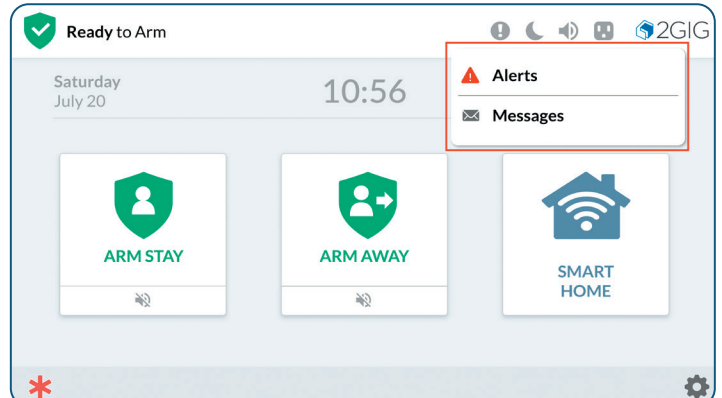 Ready to Arm
2GIG
Saturday
July 20
10:56
Alerts
Messages
ARM STAY
ARM AWAY
SMART
HOME